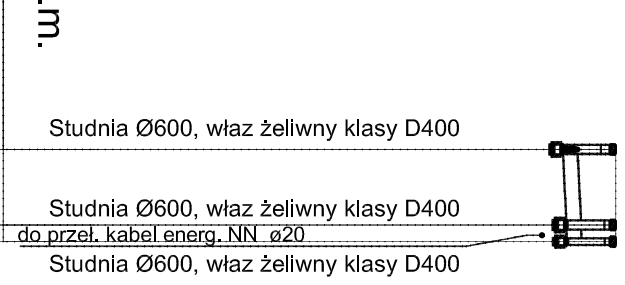 .m.
Studnia Ø600, właz żeliwny klasy D400
Studnia Ø600, właz żeliwny klasy D400
do przeł. kabel energ. NN ø20
Studnia Ø600, właz żeliwny klasy D400